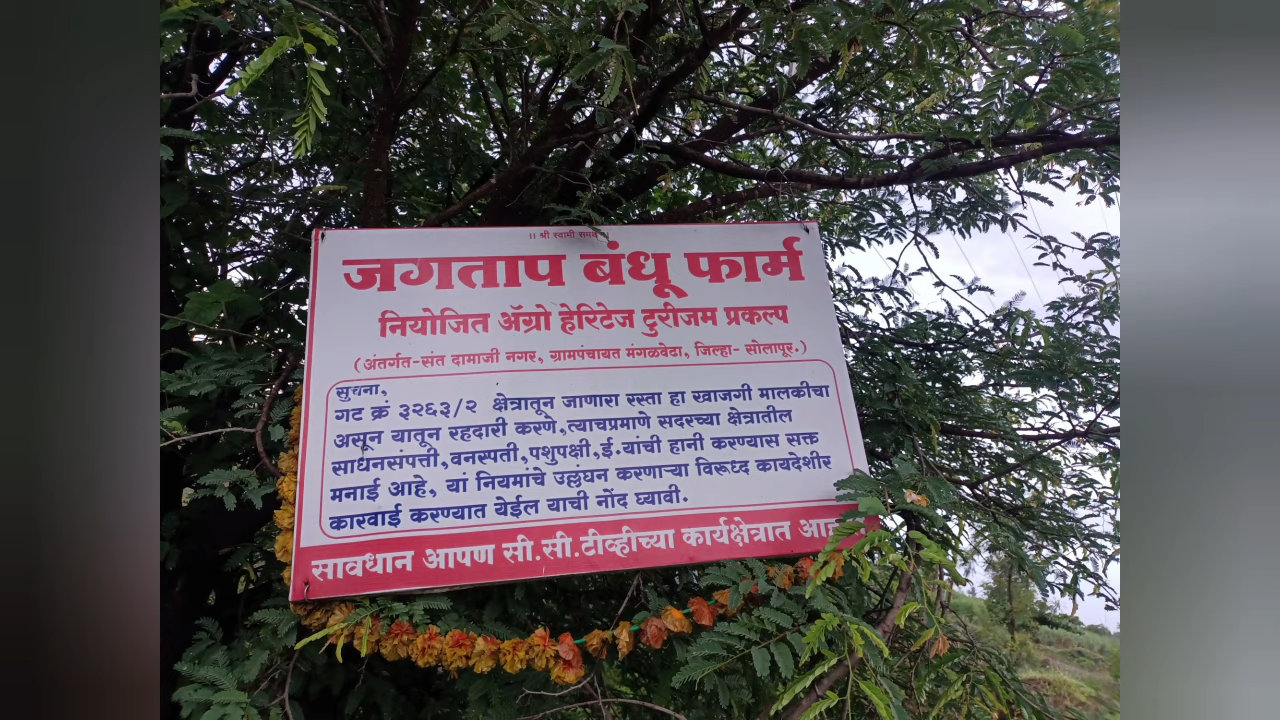 ।। श्री स्वामी समर्थ ।।
जगताप बंधू फार्म
नियोजित ॲग्रो हेरिटेज टुरीजम प्रकल्प
(अंतर्गत-संत दामाजी नगर, ग्रामपंचायत मंगळवेढा, जिल्हा- सोलापूर.)
सुचना,
गट क्रं ३२६३/२ क्षेत्रातून जाणारा रस्ता हा खाजगी मालकीचा
असून यातून रहदारी करणे,त्याचप्रमाणे सदरच्या क्षेत्रातील
साधनसंपत्ती,वनस्पती,पशुपक्षी,ई.यांची हानी करण्यास सक्त
मनाई आहे, यां नियमांचे उल्लंघन करणाऱ्या विरूध्द कायदेशीर
कारवाई करण्यात येईल याची नोंद घ्यावी.
सावधान आपण सी.सी.टीव्हीच्या कार्यक्षेत्रात